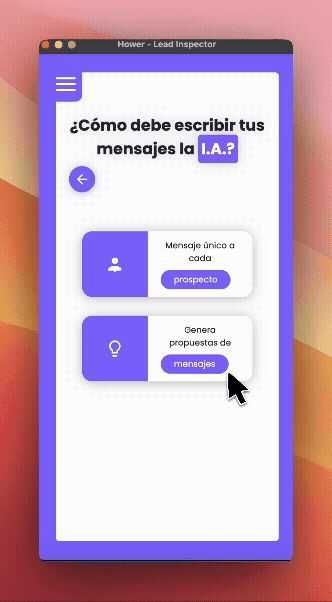 Hower - Lead Inspector
¿Cómo debe escribir tus
mensajes la I.A.?
Mensaje único a
cada
prospecto
Genera
propuestas de
mensajes